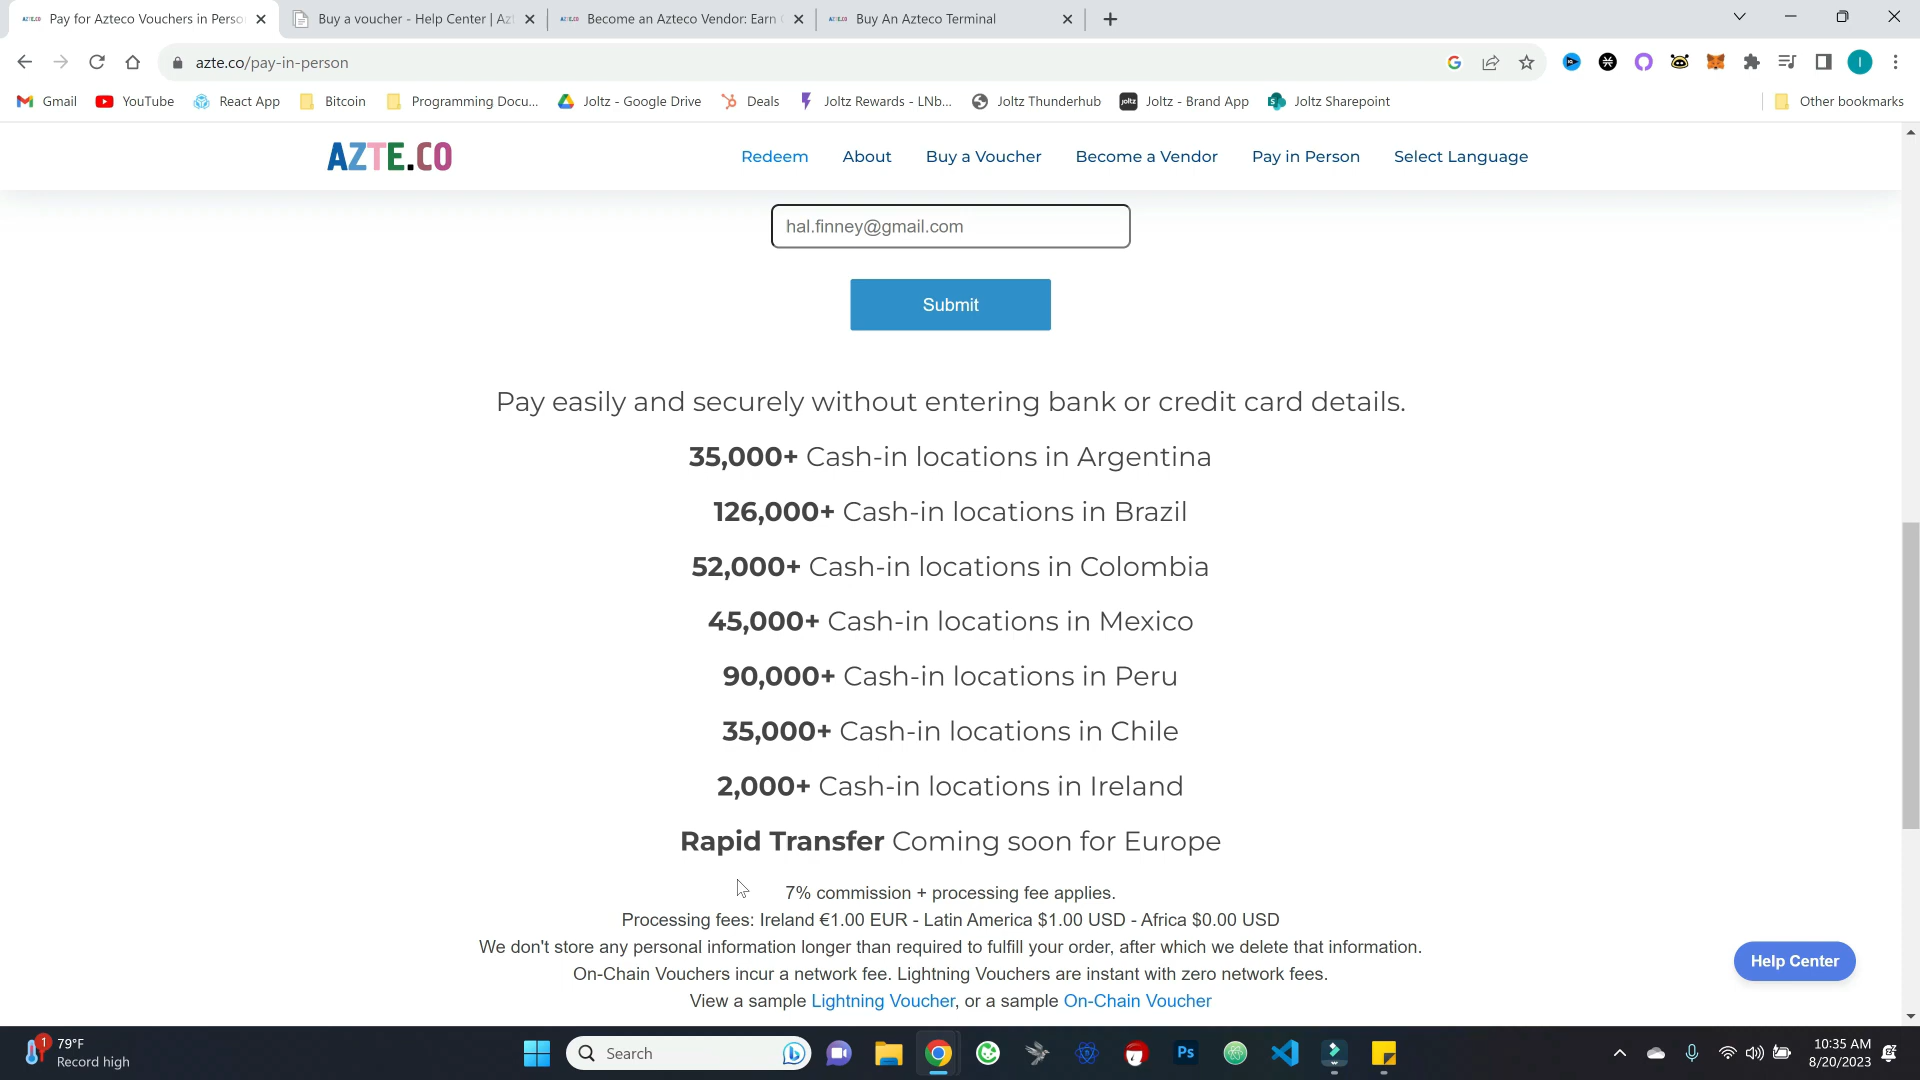 Pay for Azteco Vouchers in Perso
Buy a voucher - Help Center | Azt
Become an Azteco Vendor: Earn
Buy An Azteco Terminal
azte.co/pay-in-person
Gmail
YouTube
React App
Bitcoin
Programming Docu...
Joltz - Google Drive
Deals
Joltz Rewards - LNb...
Joltz Thunderhub
Joltz - Brand App
Joltz Sharepoint
Other bookmarks
AZTE.CO
Redeem
About
Buy a Voucher
Become a Vendor
Pay in Person
Select Language
hal.finney@gmail.com
Submit
Pay easily and securely without entering bank or credit card details.
35,000+ Cash-in locations in Argentina
126,000+ Cash-in locations in Brazil
52,000+ Cash-in locations in Colombia
45,000+ Cash-in locations in Mexico
90,000+ Cash-in locations in Peru
35,000+ Cash-in locations in Chile
2,000+ Cash-in locations in Ireland
Rapid Transfer Coming soon for Europe
7% commission + processing fee applies.
Processing fees: Ireland €1.00 EUR - Latin America $1.00 USD - Africa $0.00 USD
We don't store any personal information longer than required to fulfill your order, after which we delete that information.
On-Chain Vouchers incur a network fee. Lightning Vouchers are instant with zero network fees.
View a sample Lightning Voucher, or a sample On-Chain Voucher
Help Center
1
79°F
Record high
Search
Ps
10:35 AM
8/20/2023